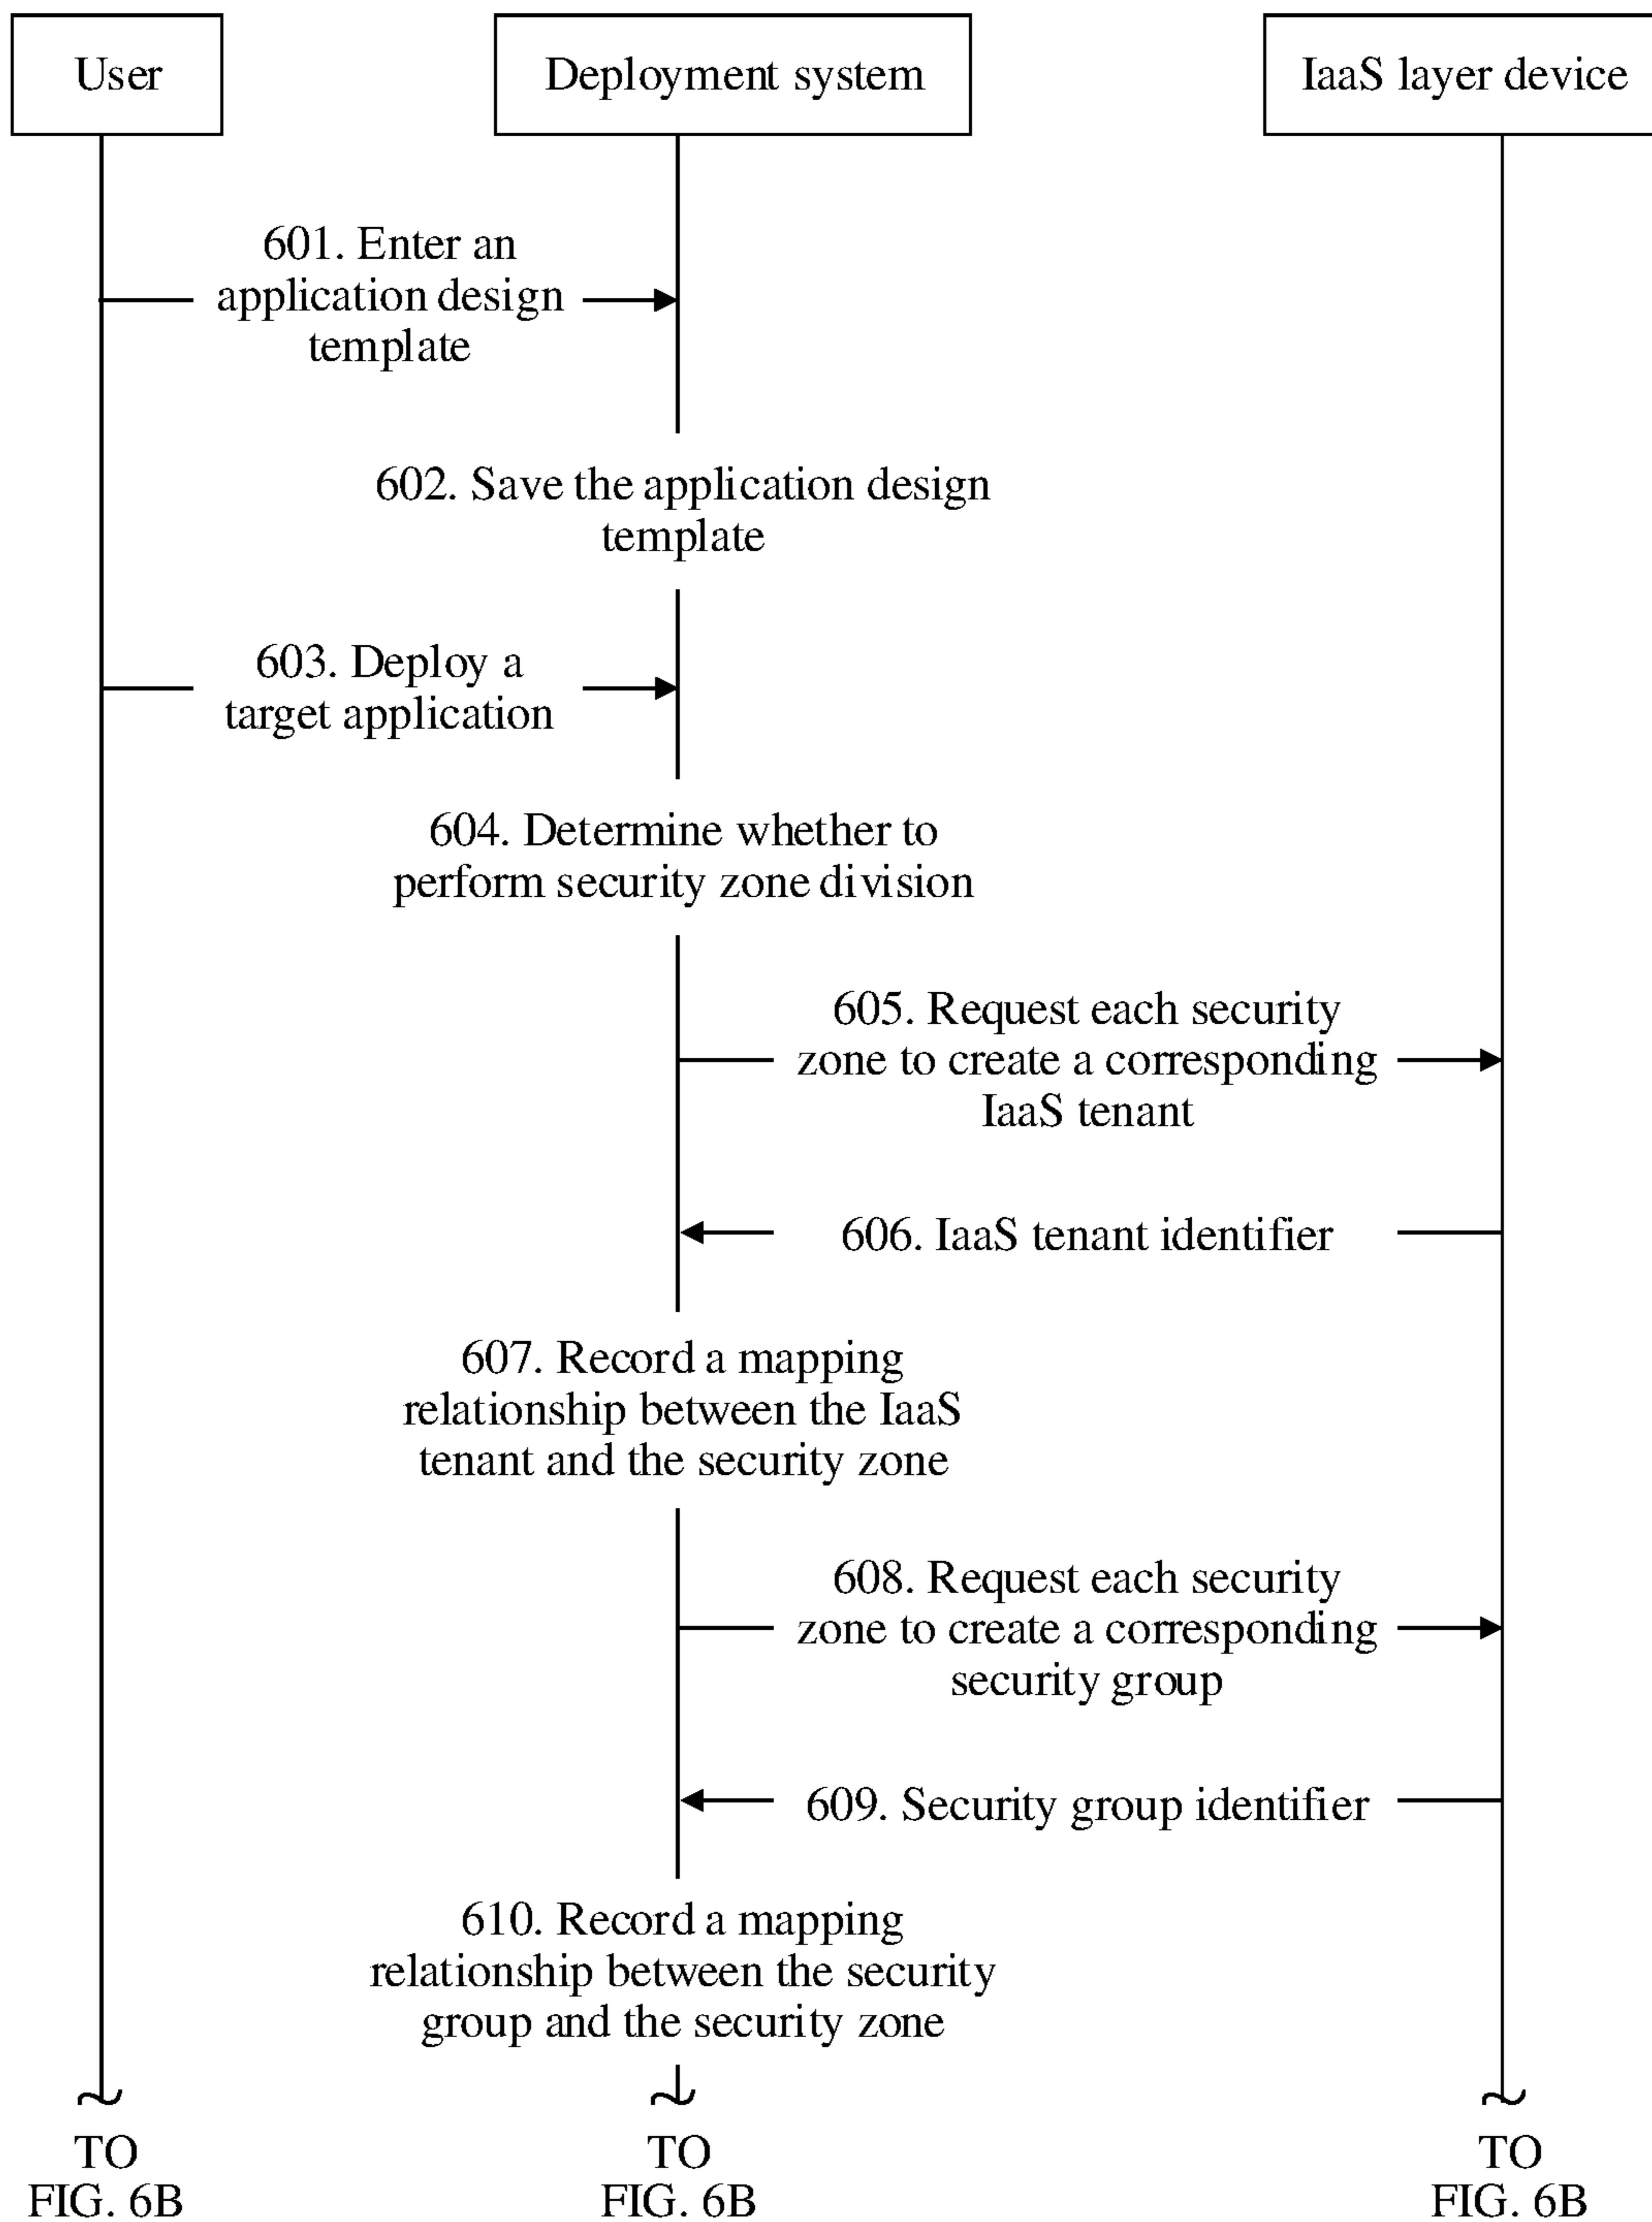 User
Deployment system
IaaS layer device
601. Enter an
application design
template
602. Save the application design
template
603. Deploy a
target application
604. Determine whether to
perform security zone division
605. Request each security
zone to create a corresponding
IaaS tenant
606. IaaS tenant identifier
607. Record a mapping
relationship between the IaaS
tenant and the security zone
608. Request each security
zone to create a corresponding
security group
609. Security group identifier
610. Record a mapping
relationship between the security
group and the security zone
TO
FIG. 6B
TO
FIG. 6B
TO
FIG. 6B